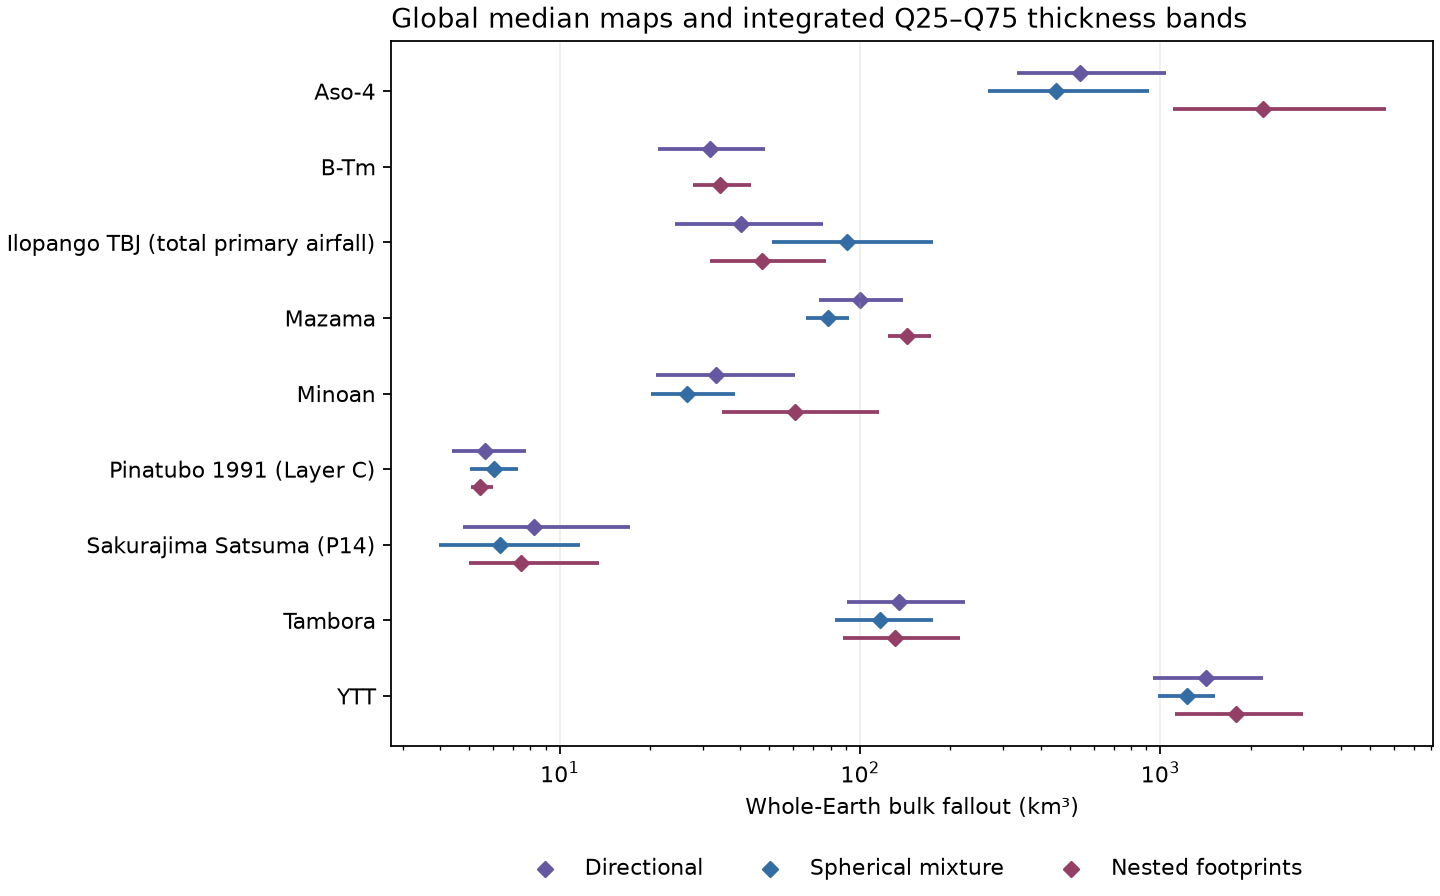 Global median maps and integrated Q25–Q75 thickness bands
Aso-4
B-Tm
Ilopango TBJ (total primary airfall)
Mazama
Minoan
Pinatubo 1991 (Layer C)
Sakurajima Satsuma (P14)
Tambora
YTT
10¹ 10² 10³
Whole-Earth bulk fallout (km³)
Directional Spherical mixture Nested footprints